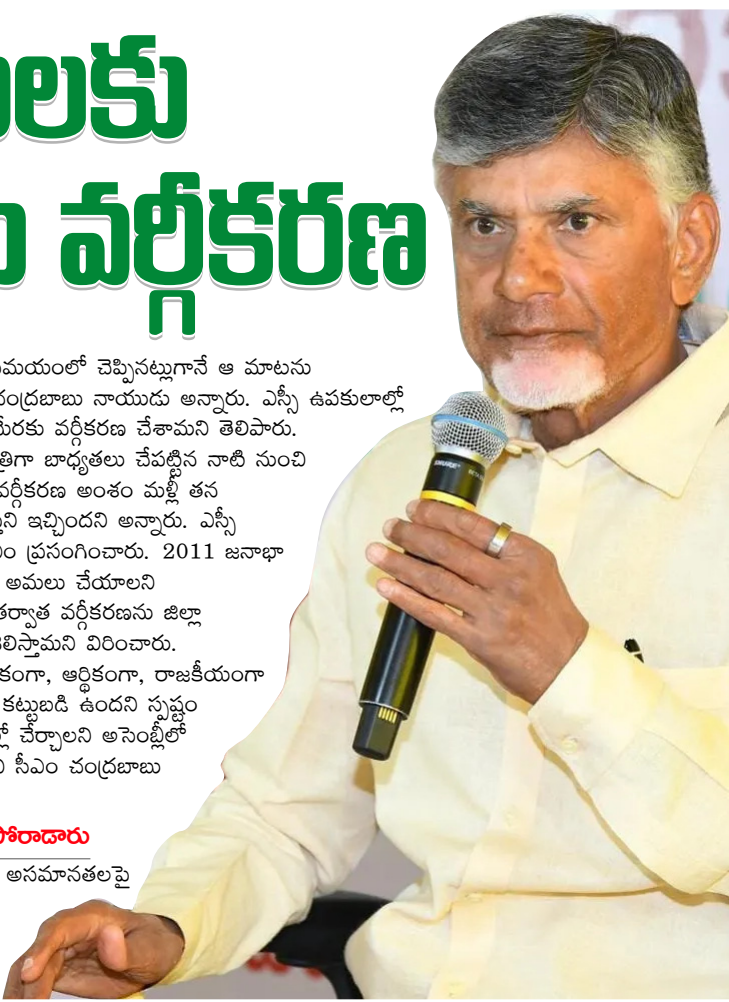 లకు
వర్గీకరణ
సమయంలో చెప్పినట్లుగానే ఆ మాటను
చంద్రబాబు నాయుడు అన్నారు. ఎస్సీ ఉపకులాల్లో
మేరకు వర్గీకరణ చేశామని తెలిపారు.
బాధ్యతలు చేపట్టిన నాటి నుంచి
వర్గీకరణ అంశం మళ్లీ తన
ఇచ్చిందని అన్నారు. ఎస్సీ
ప్రసంగించారు. 2011 జనాభా
అమలు చేయాలని
తర్వాత వర్గీకరణను జిల్లా
వివరించారు.
ఆర్థికంగా, రాజకీయంగా
కట్టుబడి ఉందని స్పష్టం
చేర్చాలని అసెంబ్లీలో
సీఎం చంద్రబాబు
పోరాడారు
అసమానతలపై
SHURE